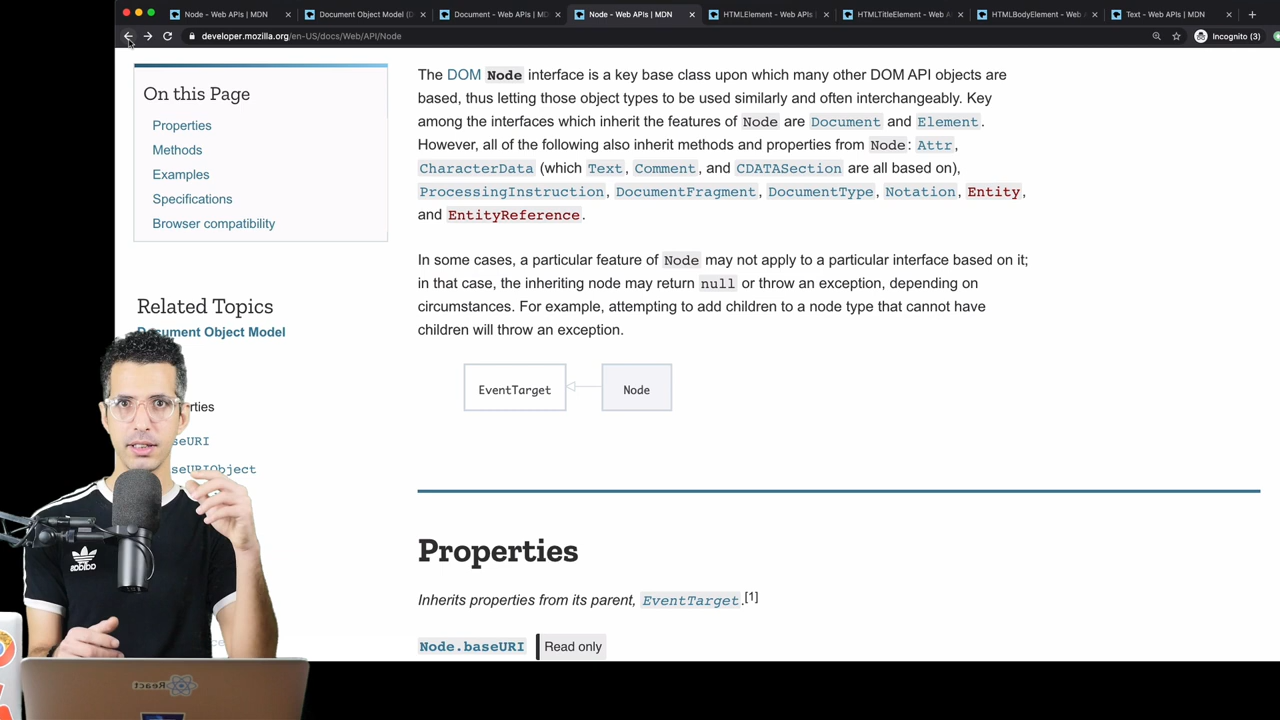 Node - Web APIs | MDN
Document Object Model (D
Document - Web APIs | MDN
Node - Web APIs | MDN
HTMLElement - Web APIs |
HTMLTitleElement - Web A
HTMLBodyElement - Web
Text - Web APIs | MDN
developer.mozilla.org/en-US/docs/Web/API/Node
Incognito (3)
On this Page
Properties
Methods
Examples
Specifications
Browser compatibility
Related Topics
Document Object Model
rties
seURI
seURIObject
The DOM Node interface is a key base class upon which many other DOM API objects are
based, thus letting those object types to be used similarly and often interchangeably. Key
among the interfaces which inherit the features of Node are Document and Element.
However, all of the following also inherit methods and properties from Node: Attr,
CharacterData (which Text, Comment, and CDATASection are all based on),
ProcessingInstruction, DocumentFragment, DocumentType, Notation, Entity,
and EntityReference.
In some cases, a particular feature of Node may not apply to a particular interface based on it;
in that case, the inheriting node may return null or throw an exception, depending on
circumstances. For example, attempting to add children to a node type that cannot have
children will throw an exception.
EventTarget
Node
Properties
Inherits properties from its parent, EventTarget.[1]
Node.baseURI Read only
adidas
React